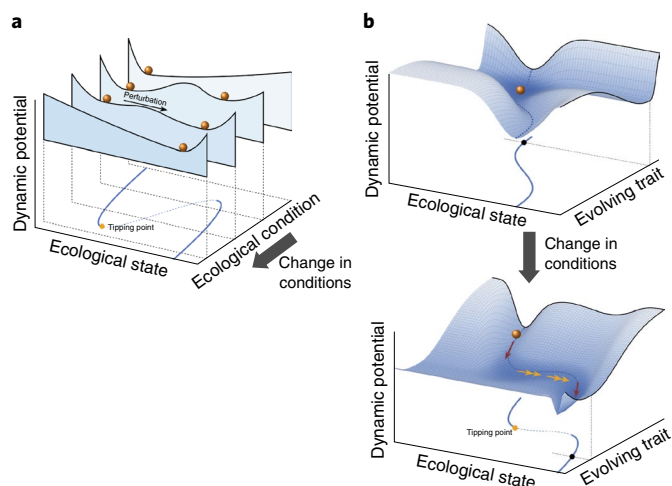 a
Dynamic potential
Perturbation
Tipping point
Ecological state
Ecological condition
Change in
conditions
b
Dynamic potential
Ecological state
Evolving trait
Change in
conditions
Dynamic potential
Tipping point
Ecological state
Evolving trait